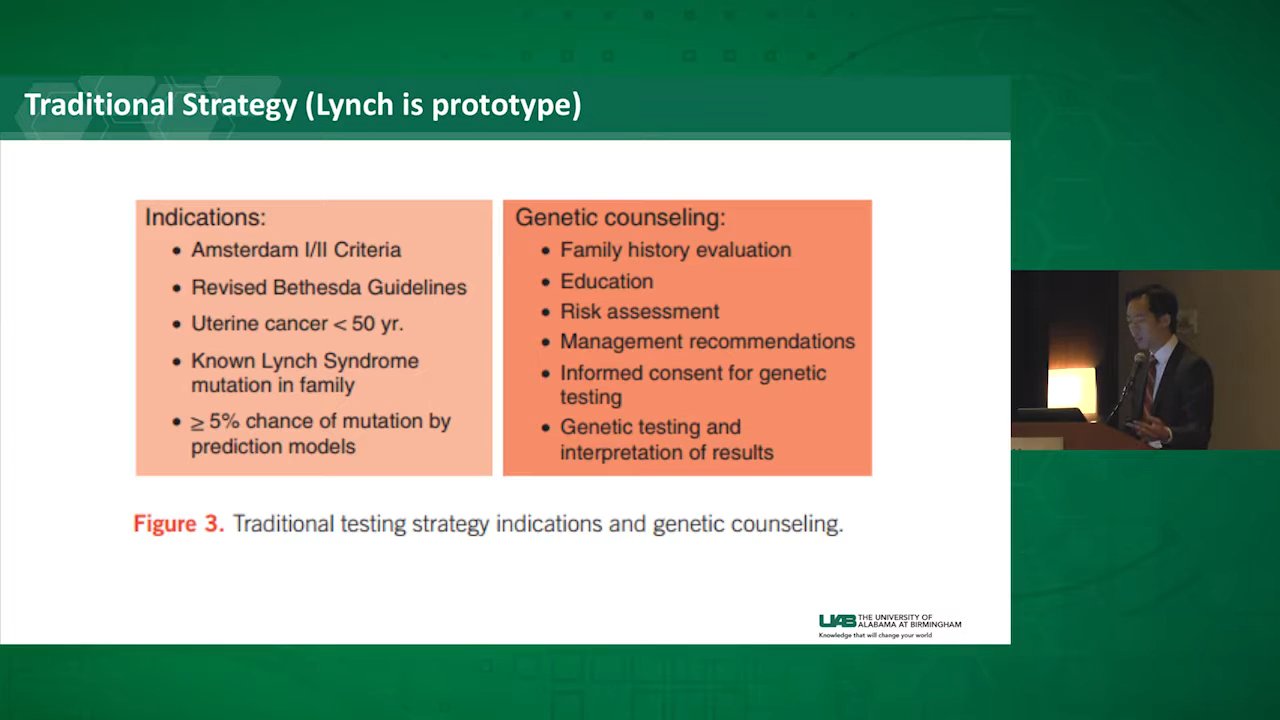 Traditional Strategy (Lynch is prototype)
Indications:
• Amsterdam I/II Criteria
• Revised Bethesda Guidelines
• Uterine cancer < 50 yr.
• Known Lynch Syndrome
mutation in family
• ≥ 5% chance of mutation by
prediction models
Genetic counseling:
• Family history evaluation
• Education
• Risk assessment
• Management recommendations
• Informed consent for genetic
testing
• Genetic testing and
interpretation of results
Figure 3. Traditional testing strategy indications and genetic counseling.
UAB THE UNIVERSITY OF
ALABAMA AT BIRMINGHAM
Knowledge that will change your world